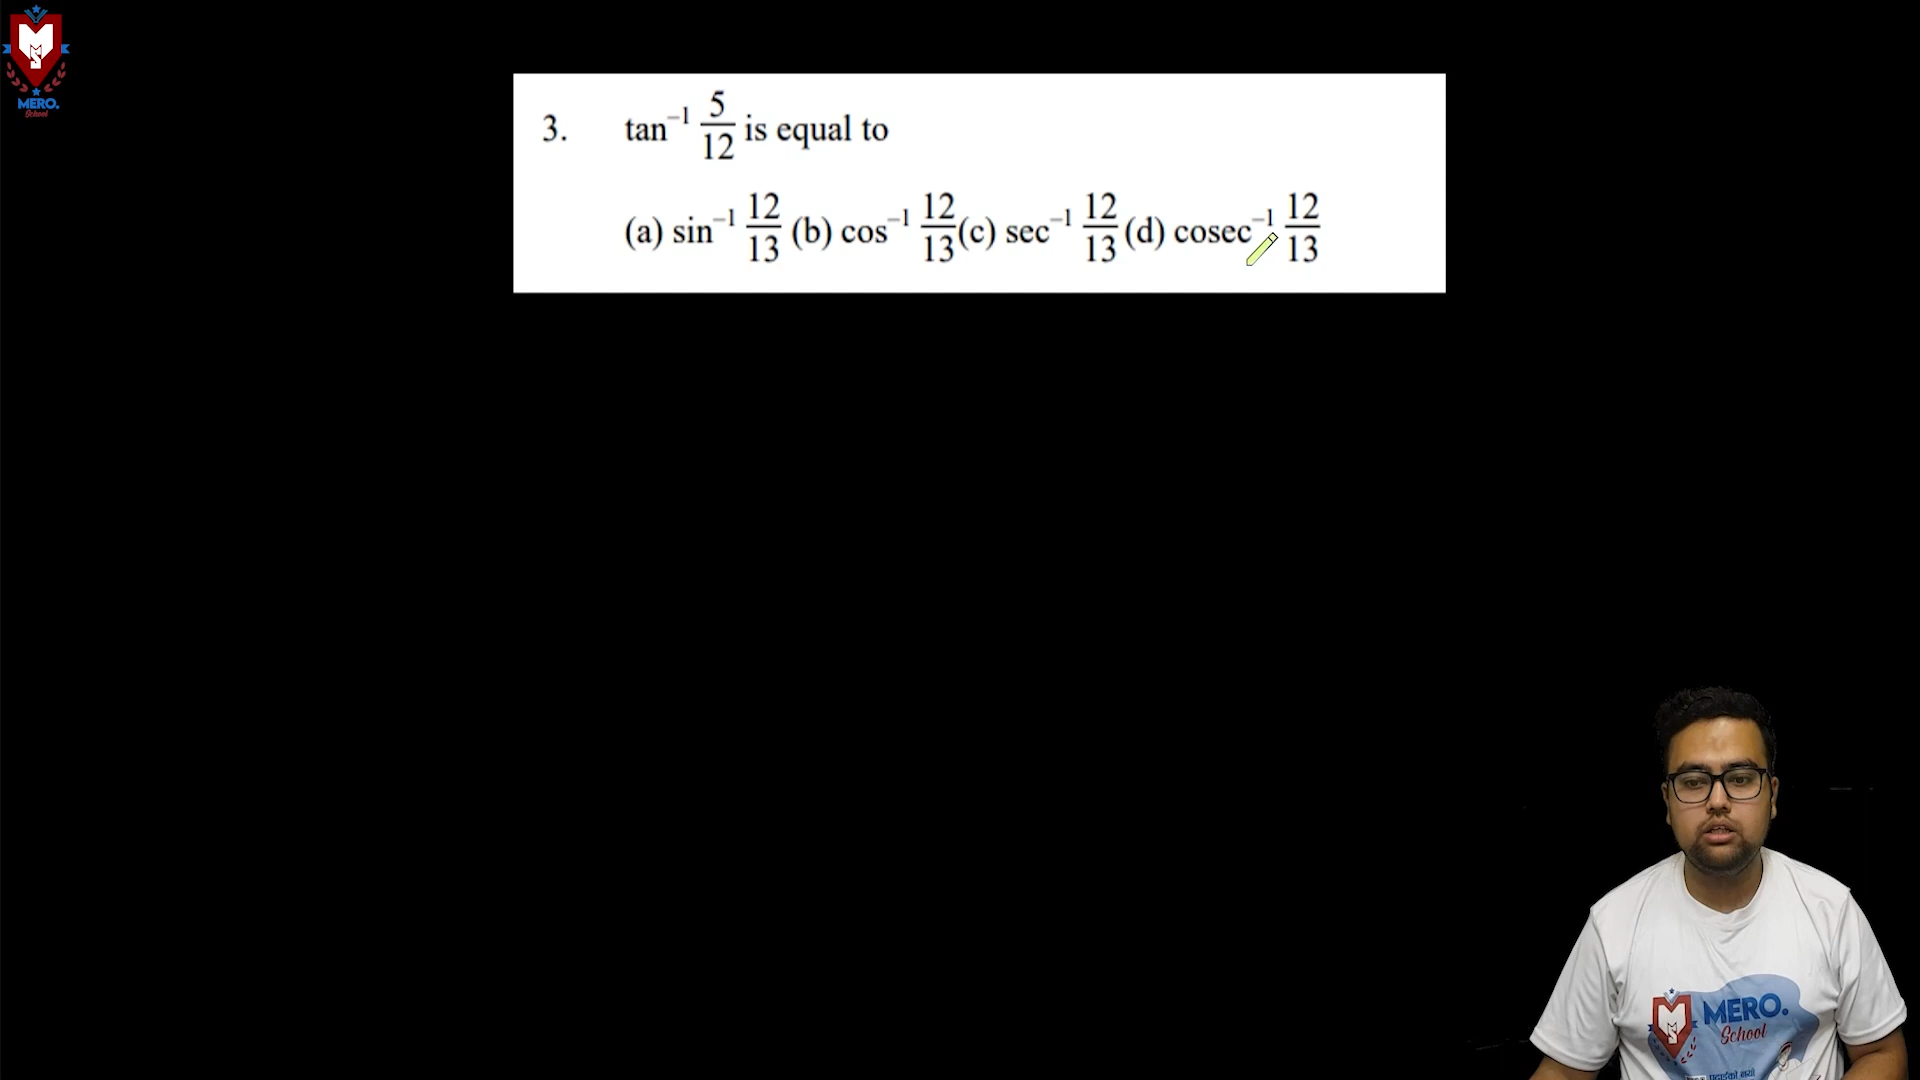 MERO.
School
3. tan⁻¹ 5/12 is equal to
(a) sin⁻¹ 12/13 (b) cos⁻¹ 12/13 (c) sec⁻¹ 12/13 (d) cosec⁻¹ 12/13
MERO.
School